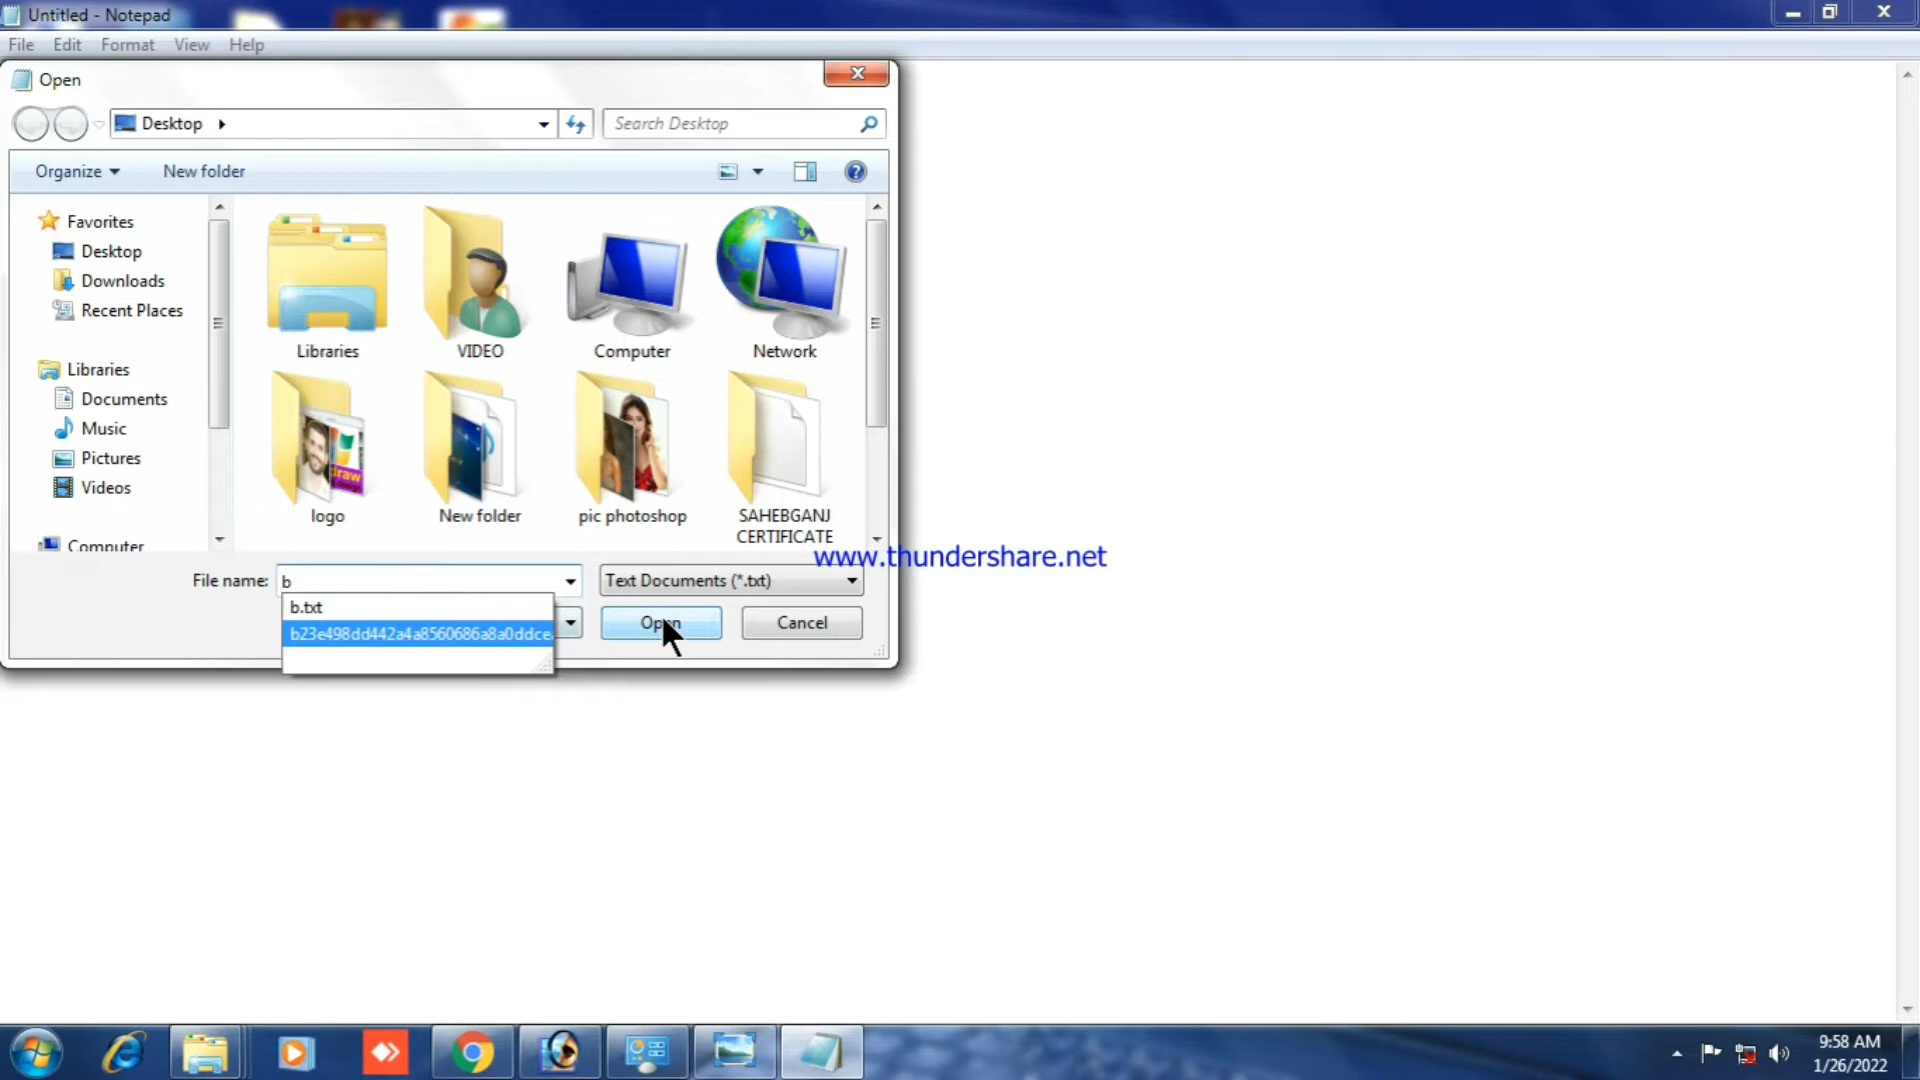 Untitled - Notepad
File Edit Format View Help
Open
Desktop
Search Desktop
Organize New folder
Favorites
Desktop
Downloads
Recent Places
Libraries
Documents
Music
Pictures
Videos
Computer
Libraries VIDEO Computer Network
logo New folder pic photoshop SAHEBGANJ
CERTIFICATE
www.thundershare.net
File name: b Text Documents (*.txt)
b.txt
b23e498dd442a4a8560686a8a0ddce
Open Cancel
9:58 AM
1/26/2022